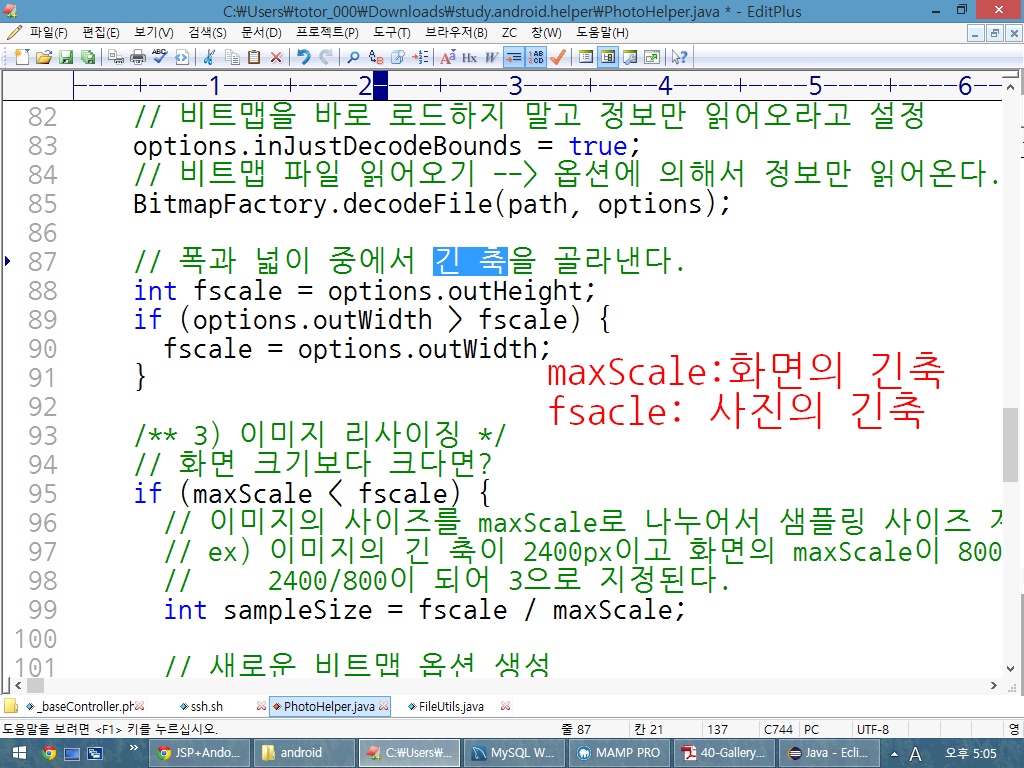 C:\Users\totor_000\Downloads\study.android.helper\PhotoHelper.java * - EditPlus
파일(F) 편집(E) 보기(V) 검색(S) 문서(D) 프로젝트(P) 도구(T) 브라우저(B) ZC 창(W) 도움말(H)
----+----1----+----2----+----3----+----4----+----5----+----6--
82 // 비트맵을 바로 로드하지 말고 정보만 읽어오라고 설정
83 options.inJustDecodeBounds = true;
84 // 비트맵 파일 읽어오기 --> 옵션에 의해서 정보만 읽어온다.
85 BitmapFactory.decodeFile(path, options);
86
87 // 폭과 넓이 중에서 긴 축을 골라낸다.
88 int fscale = options.outHeight;
89 if (options.outWidth > fscale) {
90 fscale = options.outWidth;
91 }
maxScale:화면의 긴축
92
fsacle: 사진의 긴축
93 /** 3) 이미지 리사이징 */
94 // 화면 크기보다 크다면?
95 if (maxScale < fscale) {
96 // 이미지의 사이즈를 maxScale로 나누어서 샘플링 사이즈
97 // ex) 이미지의 긴 축이 2400px이고 화면의 maxScale이 800
98 // 2400/800이 되어 3으로 지정된다.
99 int sampleSize = fscale / maxScale;
100
101 // 새로운 비트맵 옵션 생성
_baseController.ph ssh.sh PhotoHelper.java FileUtils.java
도움말을 보려면 <F1> 키를 누르십시오. 줄 87 칸 21 137 C744 PC UTF-8 영
JSP+Ando... android C:\Users\... MySQL W... MAMP PRO 40-Gallery... Java - Ecli... A 오후 5:05